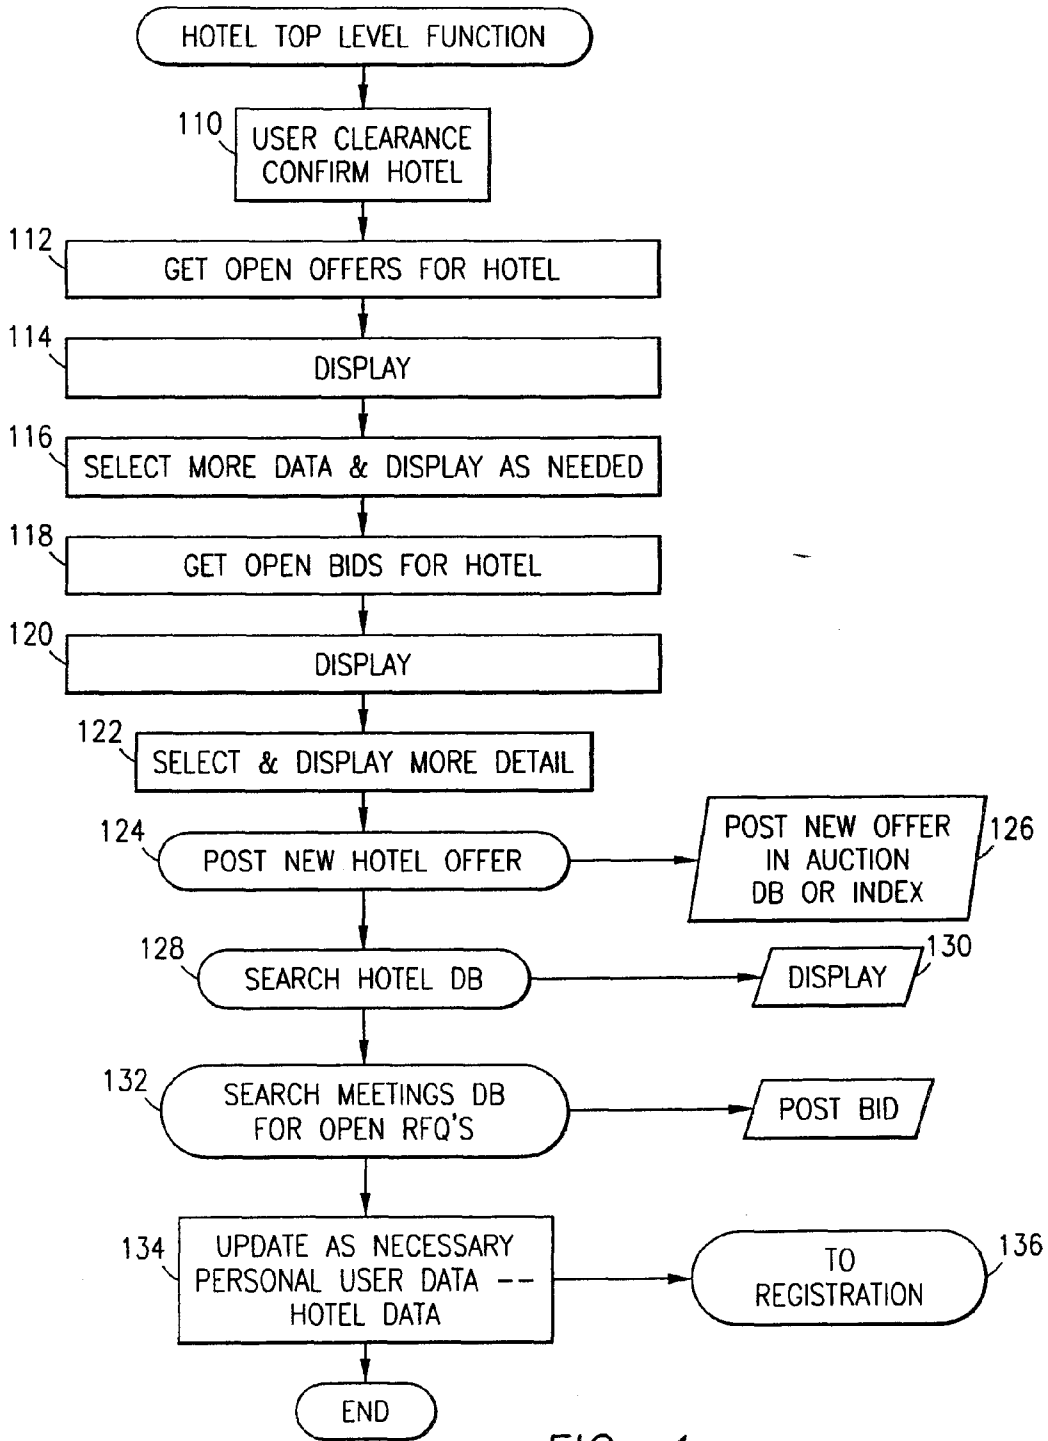 HOTEL TOP LEVEL FUNCTION
110
USER CLEARANCE
CONFIRM HOTEL
112
GET OPEN OFFERS FOR HOTEL
114
DISPLAY
116
SELECT MORE DATA & DISPLAY AS NEEDED
118
GET OPEN BIDS FOR HOTEL
120
DISPLAY
122
SELECT & DISPLAY MORE DETAIL
124
POST NEW HOTEL OFFER
POST NEW OFFER
IN AUCTION
DB OR INDEX
126
128
SEARCH HOTEL DB
DISPLAY
130
132
SEARCH MEETINGS DB
FOR OPEN RFQ'S
POST BID
134
UPDATE AS NECESSARY
PERSONAL USER DATA --
HOTEL DATA
TO
REGISTRATION
136
END